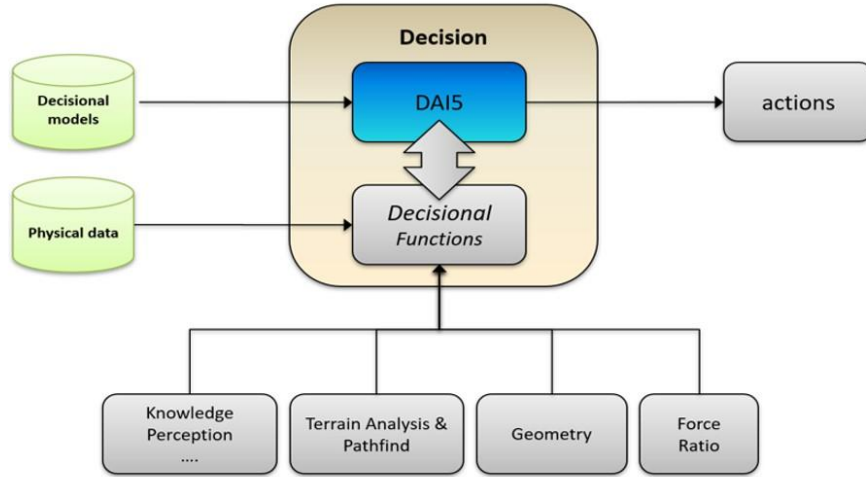 Decision
Decisional
models
DAI5
actions
Physical data
Decisional
Functions
Knowledge
Perception
....
Terrain Analysis &
Pathfind
Geometry
Force
Ratio